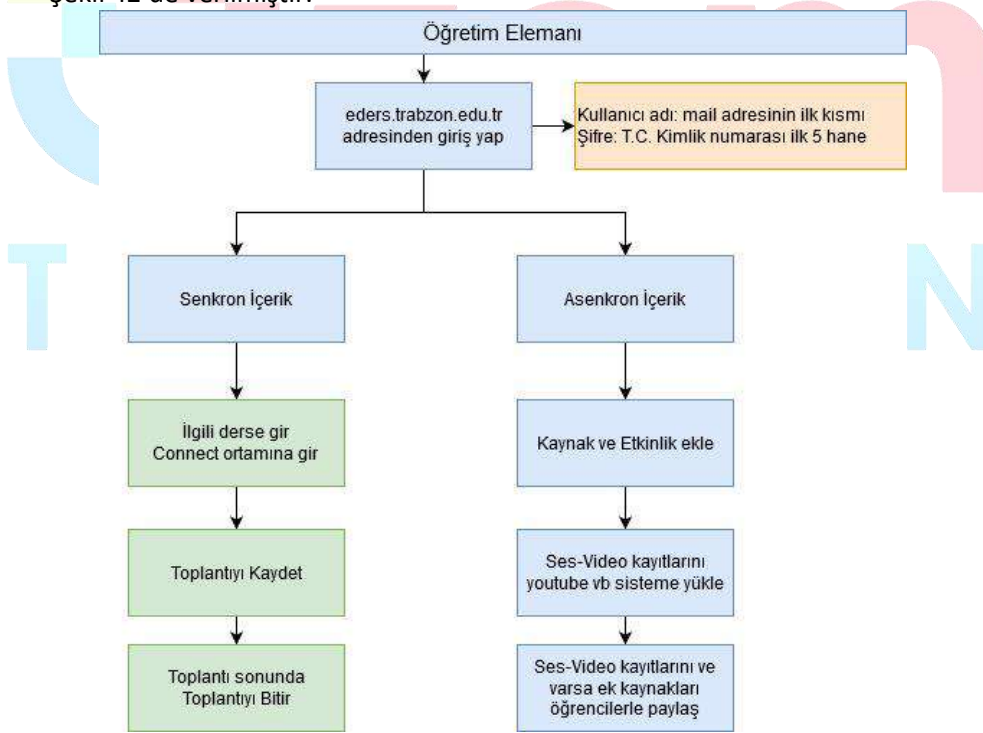 Öğretim Elemanı
eders.trabzon.edu.tr
adresinden giriş yap
Kullanıcı adı: mail adresinin ilk kısmı
Şifre: T.C. Kimlik numarası ilk 5 hane
Senkron İçerik
Asenkron İçerik
İlgili derse gir
Connect ortamına gir
Kaynak ve Etkinlik ekle
Toplantıyı Kaydet
Ses-Video kayıtlarını
youtube vb sisteme yükle
Toplantı sonunda
Toplantıyı Bitir
Ses-Video kayıtlarını ve
varsa ek kaynakları
öğrencilerle paylaş
T
N